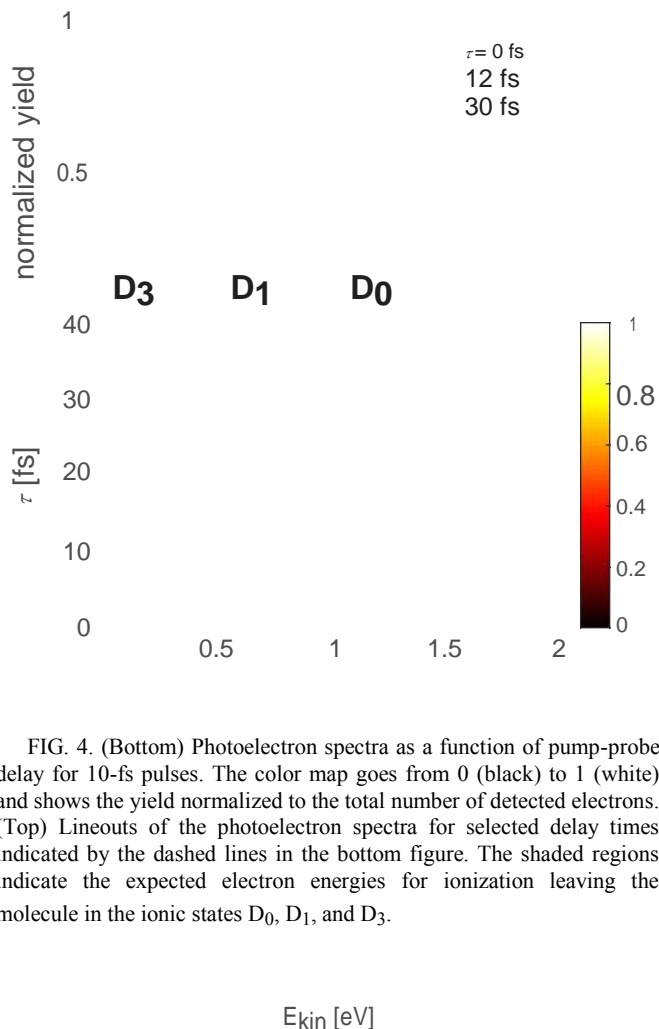 1
τ= 0 fs
12 fs
30 fs
normalized yield
0.5
D3 D1 D0
40
30
20
10
0
τ [fs]
0.5 1 1.5 2
1
0.8
0.6
0.4
0.2
0
FIG. 4. (Bottom) Photoelectron spectra as a function of pump-probe
delay for 10-fs pulses. The color map goes from 0 (black) to 1 (white)
and shows the yield normalized to the total number of detected electrons.
(Top) Lineouts of the photoelectron spectra for selected delay times
indicated by the dashed lines in the bottom figure. The shaded regions
indicate the expected electron energies for ionization leaving the
molecule in the ionic states D0, D1, and D3.
Ekin [eV]